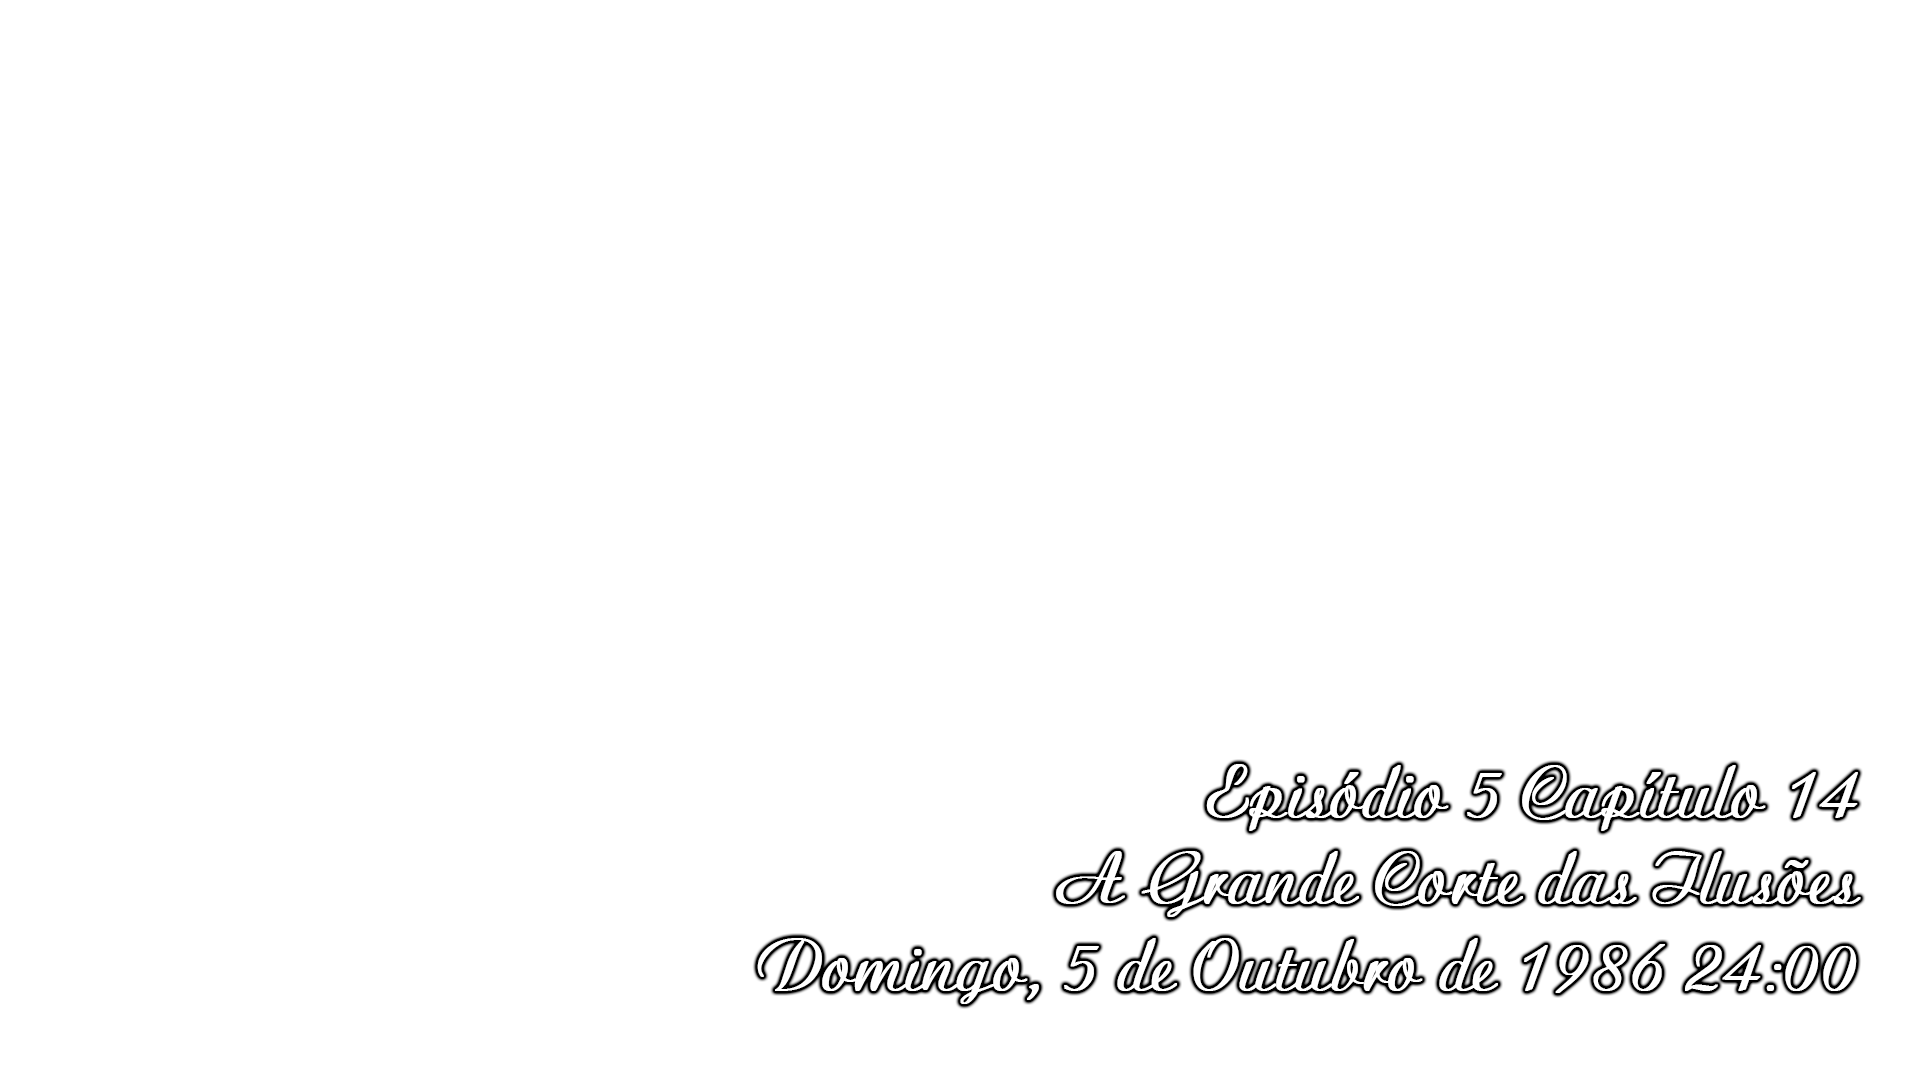 Episódio 5 Capítulo 14
A Grande Corte das Ilusões
Domingo, 5 de Outubro de 1986 24:00